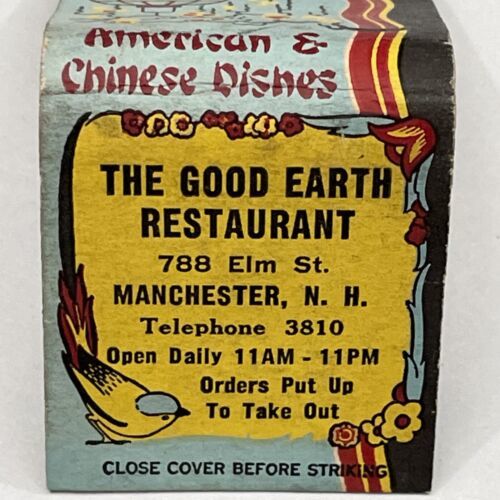 American &
Chinese Dishes
THE GOOD EARTH
RESTAURANT
788 Elm St.
MANCHESTER, N. H.
Telephone 3810
Open Daily 11AM - 11PM
Orders Put Up
To Take Out
CLOSE COVER BEFORE STRIKING